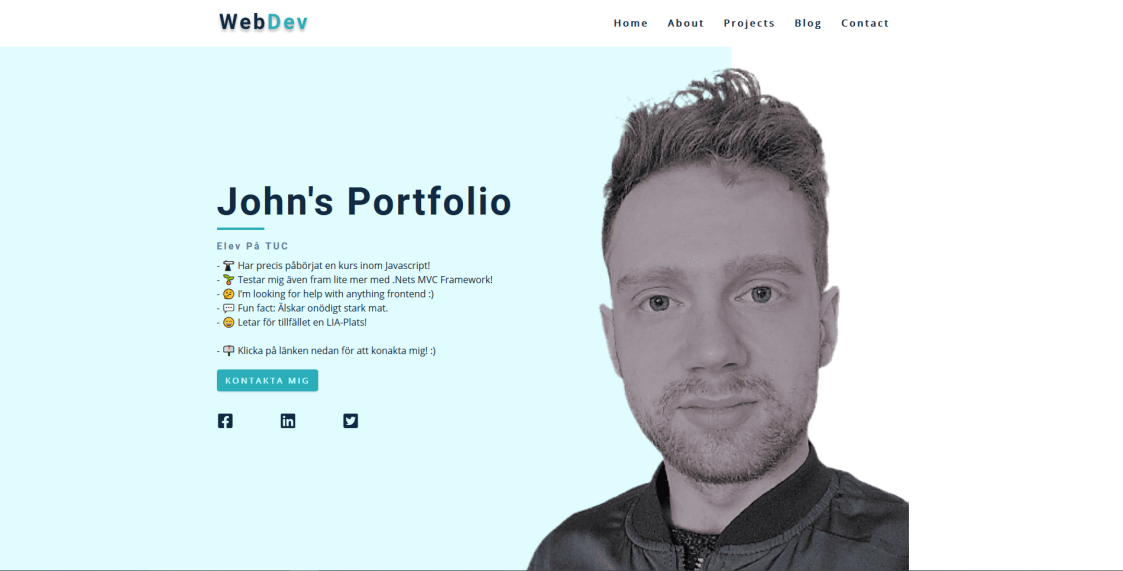 WebDev
Home About Projects Blog Contact
John's Portfolio
Elev På TUC
- Har precis påbörjat en kurs inom Javascript!
- Testar mig även fram lite mer med .Nets MVC Framework!
- I'm looking for help with anything frontend :)
- Fun fact: Älskar onödigt stark mat.
- Letar för tillfället en LIA-Plats!
- Klicka på länken nedan för att konakta mig! :)
KONTAKTA MIG